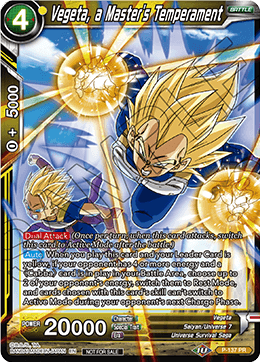 4
Vegeta, a Master's Temperament
BATTLE
0 + 5000
Dual Attack (Once per turn, when this card attacks, switch
this card to Active Mode after the battle.)
Auto When you play this card and your Leader Card is
yellow, if your opponent has 4 or more energy and a
{Cabba} card is in play in your Battle Area, choose up to
2 of your opponent's energy, switch them to Rest Mode,
and cards chosen with this card's skill can't switch to
Active Mode during your opponent's next Charge Phase.
POWER 20000
Character Vegeta
Special Trait Saiyan/Universe 7
Era Universe Survival Saga
NOT FOR SALE
P-137 PR